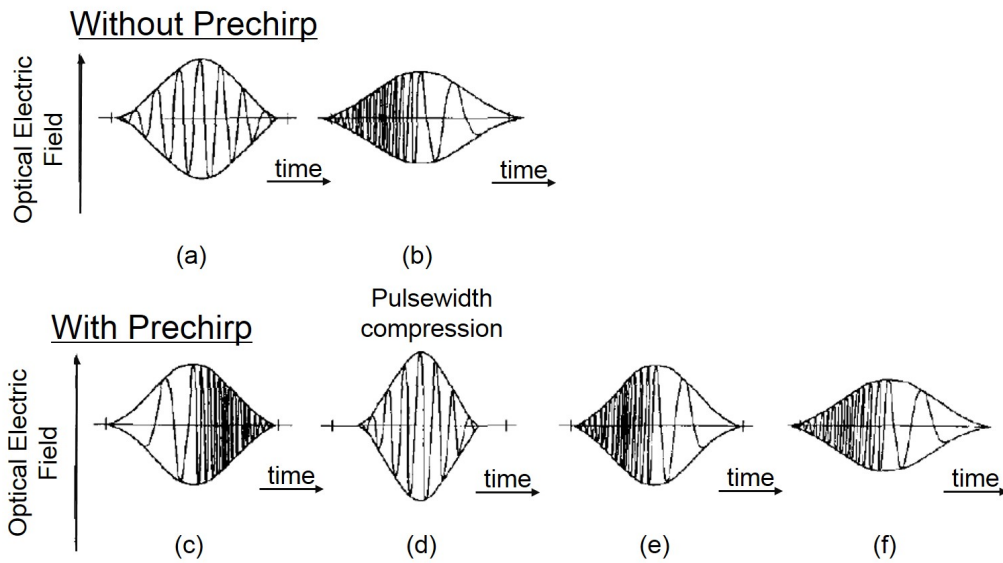 Without Prechirp
Optical Electric
Field
time
time
(a)
(b)
With Prechirp
Pulsewidth
compression
Optical Electric
Field
time
time
time
time
(c)
(d)
(e)
(f)